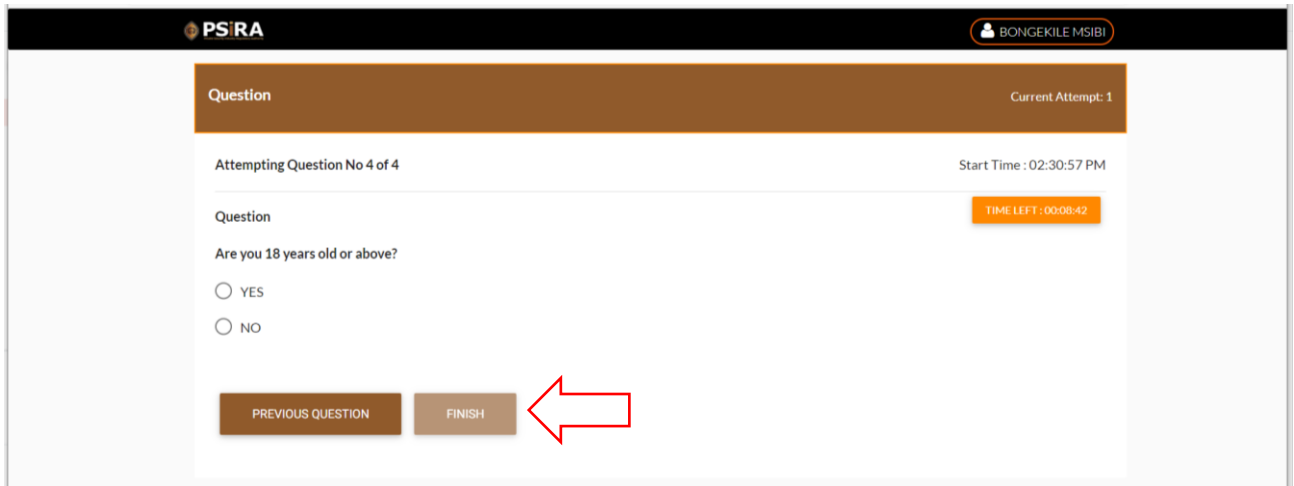 PSiRA
BONGEKILE MSIBI
Question
Current Attempt: 1
Attempting Question No 4 of 4
Start Time : 02:30:57 PM
TIME LEFT : 00:08:42
Question
Are you 18 years old or above?
YES
NO
PREVIOUS QUESTION
FINISH